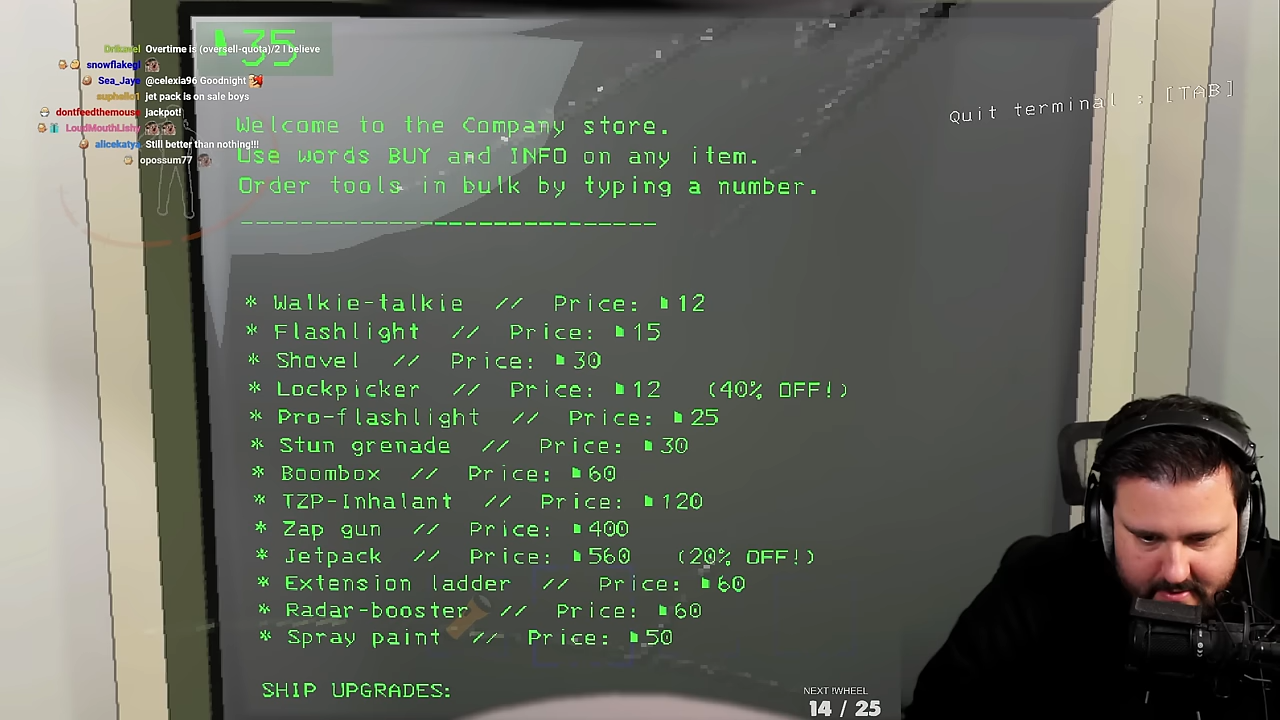 35
Drikavel Overtime is (oversell-quota)/2 I believe
snowflakegl
Sea_Jaye @celexia96 Goodnight
suphello1 jet pack is on sale boys
dontfeedthemouse jackpot!
LoudMouthLishy
alicekatya Still better than nothing!!!
opossum77
Quit terminal : [TAB]
Welcome to the Company store.
Use words BUY and INFO on any item.
Order tools in bulk by typing a number.
* Walkie-talkie // Price: 12
* Flashlight // Price: 15
* Shovel // Price: 30
* Lockpicker // Price: 12 (40% OFF!)
* Pro-flashlight // Price: 25
* Stun grenade // Price: 30
* Boombox // Price: 60
* TZP-Inhalant // Price: 120
* Zap gun // Price: 400
* Jetpack // Price: 560 (20% OFF!)
* Extension ladder // Price: 60
* Radar-booster // Price: 60
* Spray paint // Price: 50
SHIP UPGRADES:
NEXT !WHEEL
14 / 25